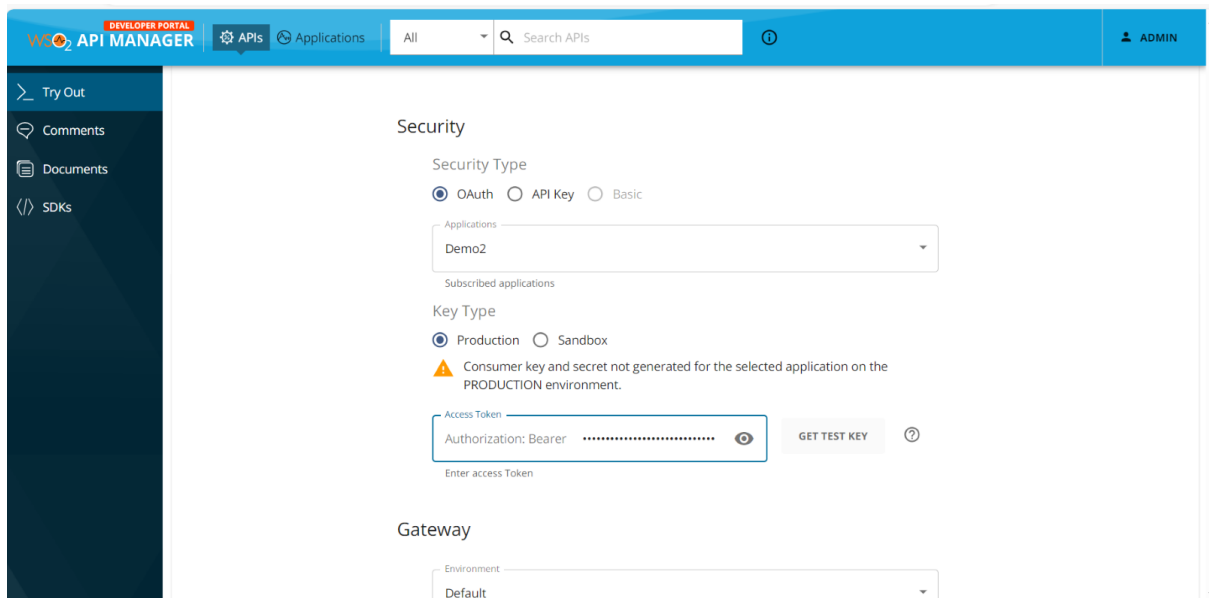 DEVELOPER PORTAL
WSO2 API MANAGER
APIs
Applications
All
Search APIs
ADMIN
Try Out
Comments
Documents
SDKs
Security
Security Type
OAuth API Key Basic
Applications
Demo2
Subscribed applications
Key Type
Production Sandbox
Consumer key and secret not generated for the selected application on the
PRODUCTION environment.
Access Token
Authorization: Bearer •••••••••••••••••••••••••••••
GET TEST KEY
Enter access Token
Gateway
Environment
Default